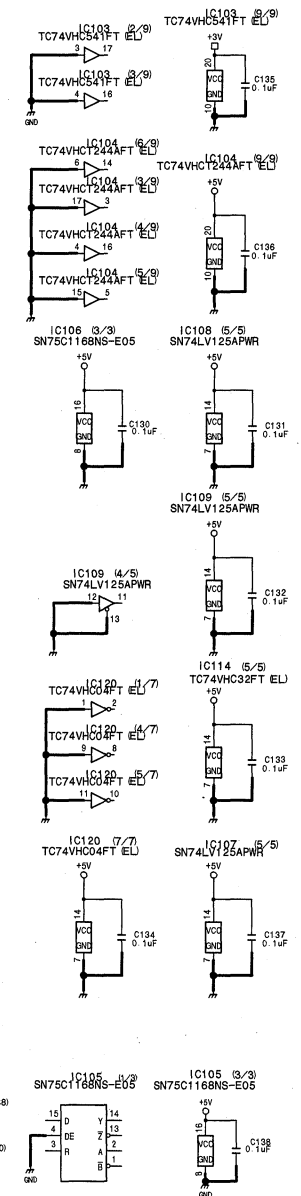 IC103 (2/9)
TC74VHC541FT (EL)
3 17
IC103 (3/9)
TC74VHC541FT (EL)
4 16
GND
IC103 (9/9)
TC74VHC541FT (EL)
+3V
20
VCC
GND
10
C135
0.1uF
IC104 (6/9)
TC74VHCT244AFT (EL)
6 14
IC104 (3/9)
TC74VHCT244AFT (EL)
17 3
IC104 (4/9)
TC74VHCT244AFT (EL)
4 16
IC104 (5/9)
TC74VHCT244AFT (EL)
15 5
IC104 (9/9)
TC74VHCT244AFT (EL)
+5V
20
VCC
GND
10
C136
0.1uF
IC106 (3/3)
SN75C1168NS-E05
+5V
16
VCC
GND
8
C130
0.1uF
IC108 (5/5)
SN74LV125APWR
+5V
14
VCC
GND
7
C131
0.1uF
IC109 (5/5)
SN74LV125APWR
+5V
14
VCC
GND
7
C132
0.1uF
IC109 (4/5)
SN74LV125APWR
12 11
13
IC114 (5/5)
TC74VHC32FT (EL)
+5V
14
VCC
GND
7
C133
0.1uF
IC120 (1/7)
TC74VHC04FT (EL)
1 2
IC120 (4/7)
TC74VHC04FT (EL)
9 8
IC120 (5/7)
TC74VHC04FT (EL)
11 10
IC120 (7/7)
TC74VHC04FT (EL)
+5V
14
VCC
GND
7
C134
0.1uF
IC107 (5/5)
SN74LV125APWR
+5V
14
VCC
GND
7
C137
0.1uF
IC105 (1/3)
SN75C1168NS-E05
15 D Y 14
4 DE Z 13
3 R A 2
B 1
GND
IC105 (3/3)
SN75C1168NS-E05
+5V
16
VCC
GND
8
C138
0.1uF
GND